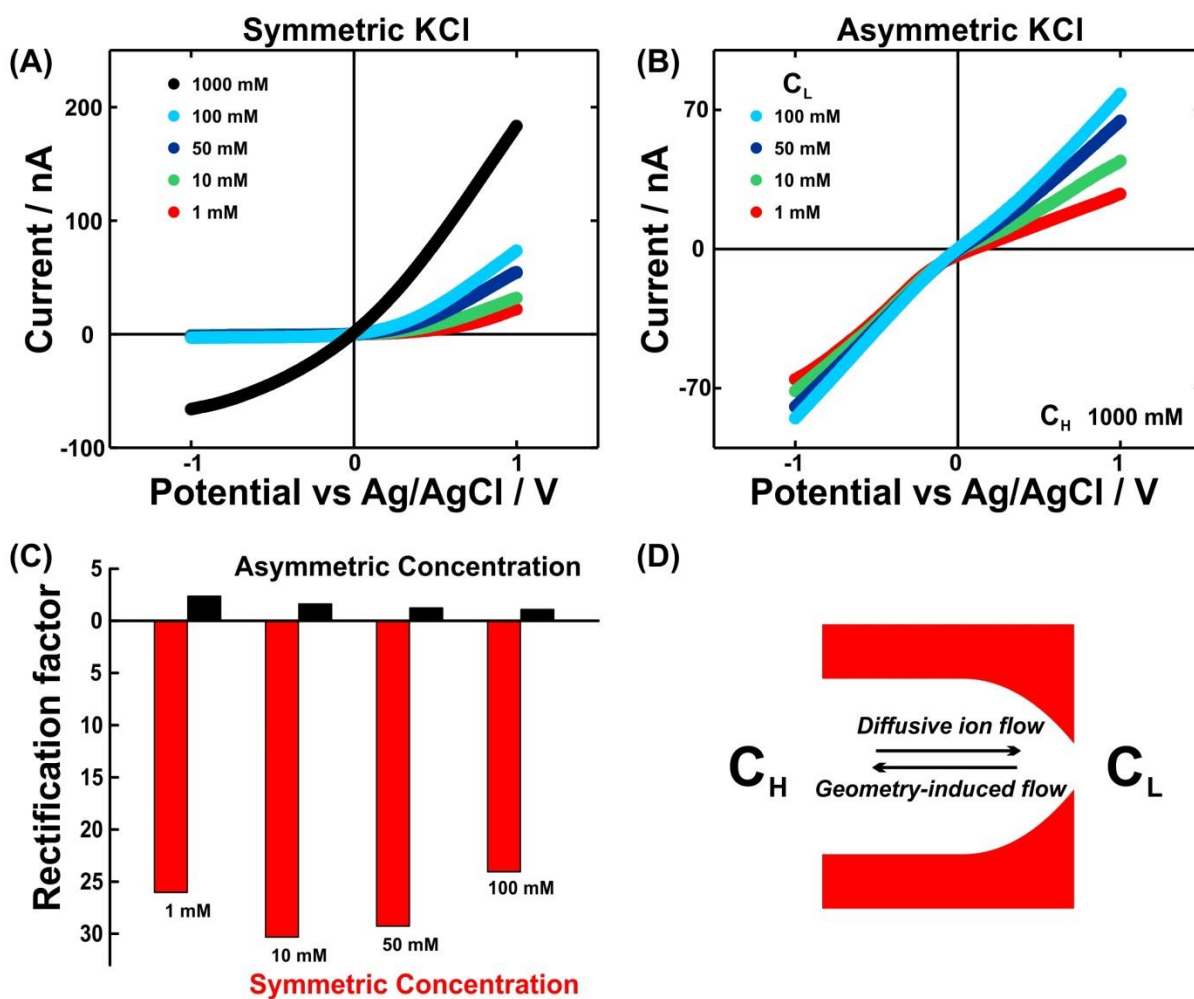 Symmetric KCl
(A)
1000 mM
100 mM
50 mM
10 mM
1 mM
200
100
0
-100
-1
0
1
Current / nA
Potential vs Ag/AgCl / V
Asymmetric KCl
(B)
C_L
100 mM
50 mM
10 mM
1 mM
70
0
-70
C_H 1000 mM
-1
0
1
Current / nA
Potential vs Ag/AgCl / V
(C)
Asymmetric Concentration
5
0
5
10
15
20
25
30
Rectification factor
1 mM
10 mM
50 mM
100 mM
Symmetric Concentration
(D)
Diffusive ion flow
C_H
C_L
Geometry-induced flow